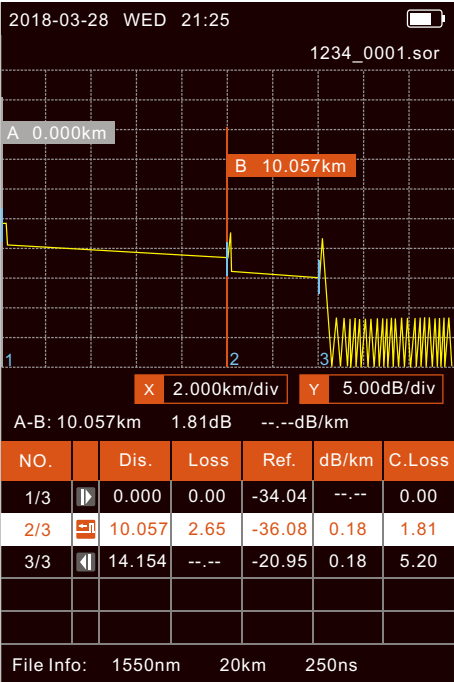 2018-03-28 WED 21:25
1234_0001.sor
A 0.000km
B 10.057km
1 2 3
X 2.000km/div Y 5.00dB/div
A-B: 10.057km 1.81dB --.--dB/km
NO. Dis. Loss Ref. dB/km C.Loss
1/3 0.000 0.00 -34.04 --.-- 0.00
2/3 10.057 2.65 -36.08 0.18 1.81
3/3 14.154 --.-- -20.95 0.18 5.20
File Info: 1550nm 20km 250ns